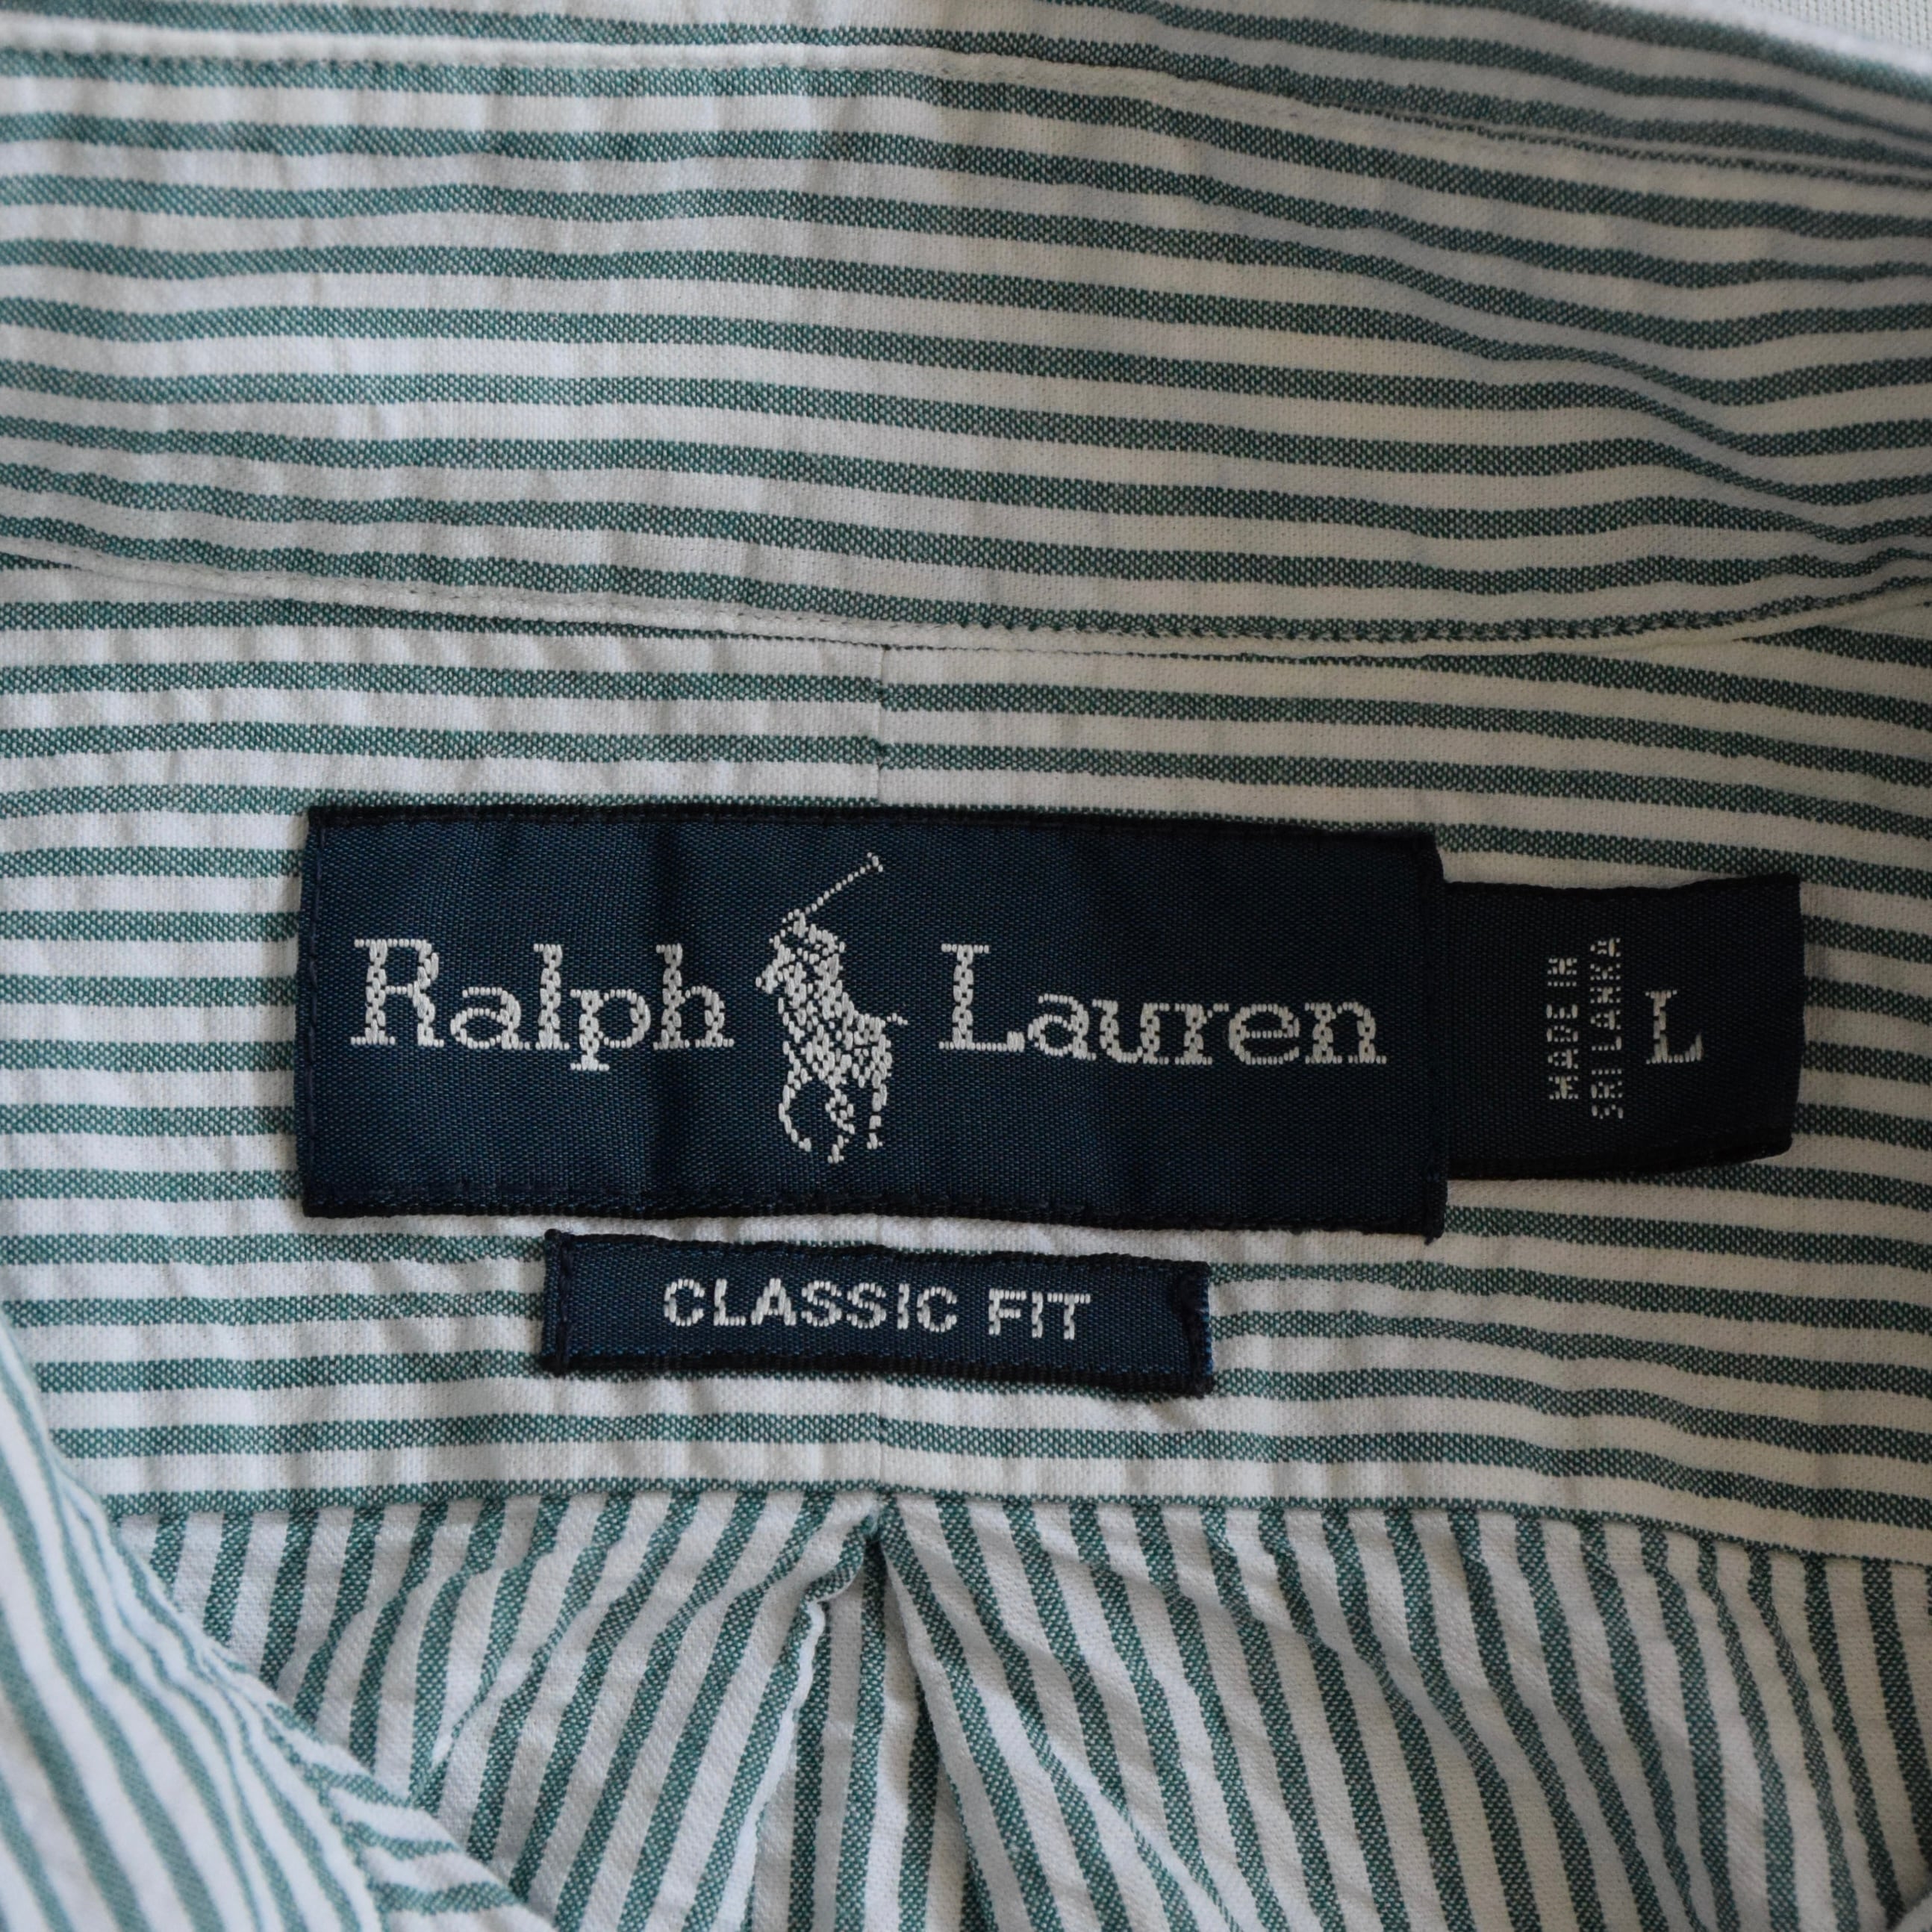 Ralph Lauren
MADE IN
SRI LANKA
L
CLASSIC FIT